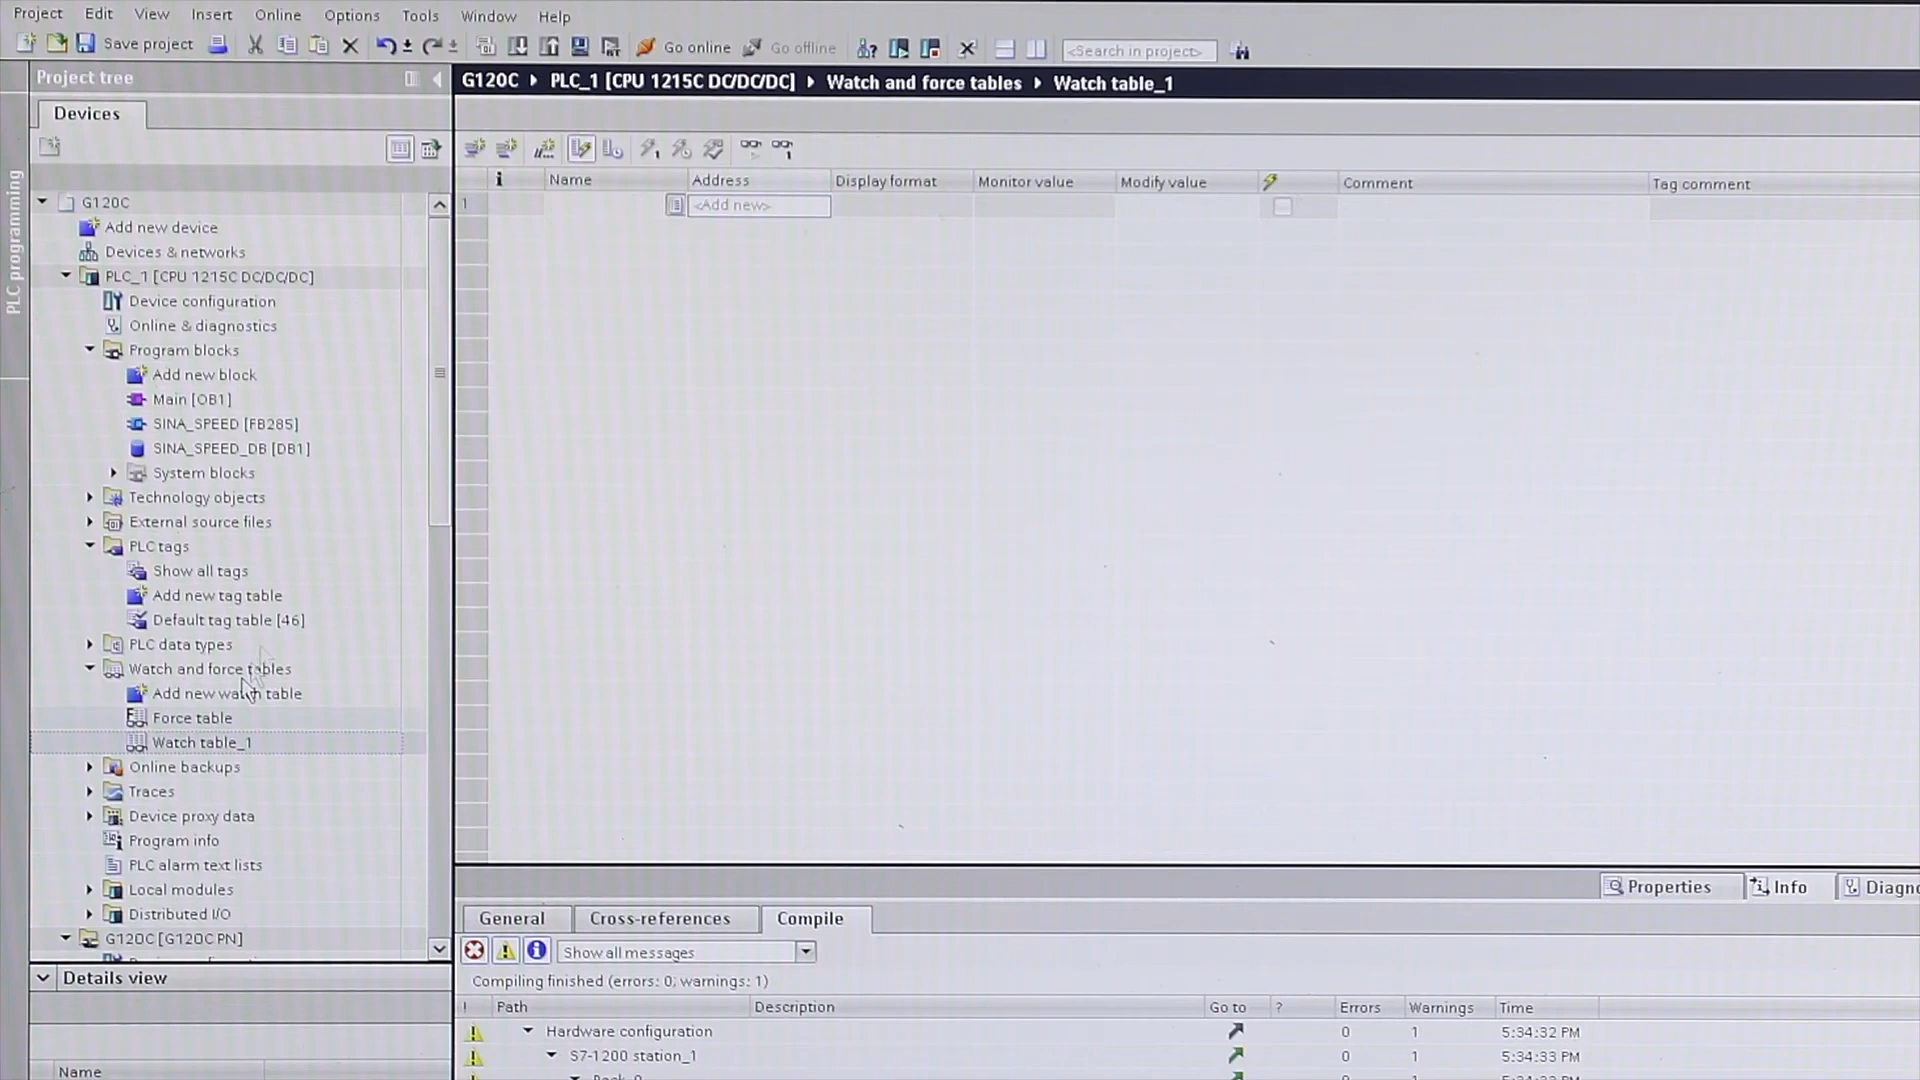 Project Edit View Insert Online Options Tools Window Help
Save project Go online Go offline <Search in project>
Project tree
G120C PLC_1 [CPU 1215C DC/DC/DC] Watch and force tables Watch table_1
Devices
PLC programming
i Name Address Display format Monitor value Modify value Comment Tag comment
1 <Add new>
G120C
Add new device
Devices & networks
PLC_1 [CPU 1215C DC/DC/DC]
Device configuration
Online & diagnostics
Program blocks
Add new block
Main [OB1]
SINA_SPEED [FB285]
SINA_SPEED_DB [DB1]
System blocks
Technology objects
External source files
PLC tags
Show all tags
Add new tag table
Default tag table [46]
PLC data types
Watch and force tables
Add new watch table
Force table
Watch table_1
Online backups
Traces
Device proxy data
Program info
PLC alarm text lists
Local modules
Distributed I/O
G120C [G120C PN]
Details view
Name
Properties Info Diagno
General Cross-references Compile
Show all messages
Compiling finished (errors: 0; warnings: 1)
! Path Description Go to ? Errors Warnings Time
Hardware configuration 0 1 5:34:32 PM
S7-1200 station_1 0 1 5:34:33 PM